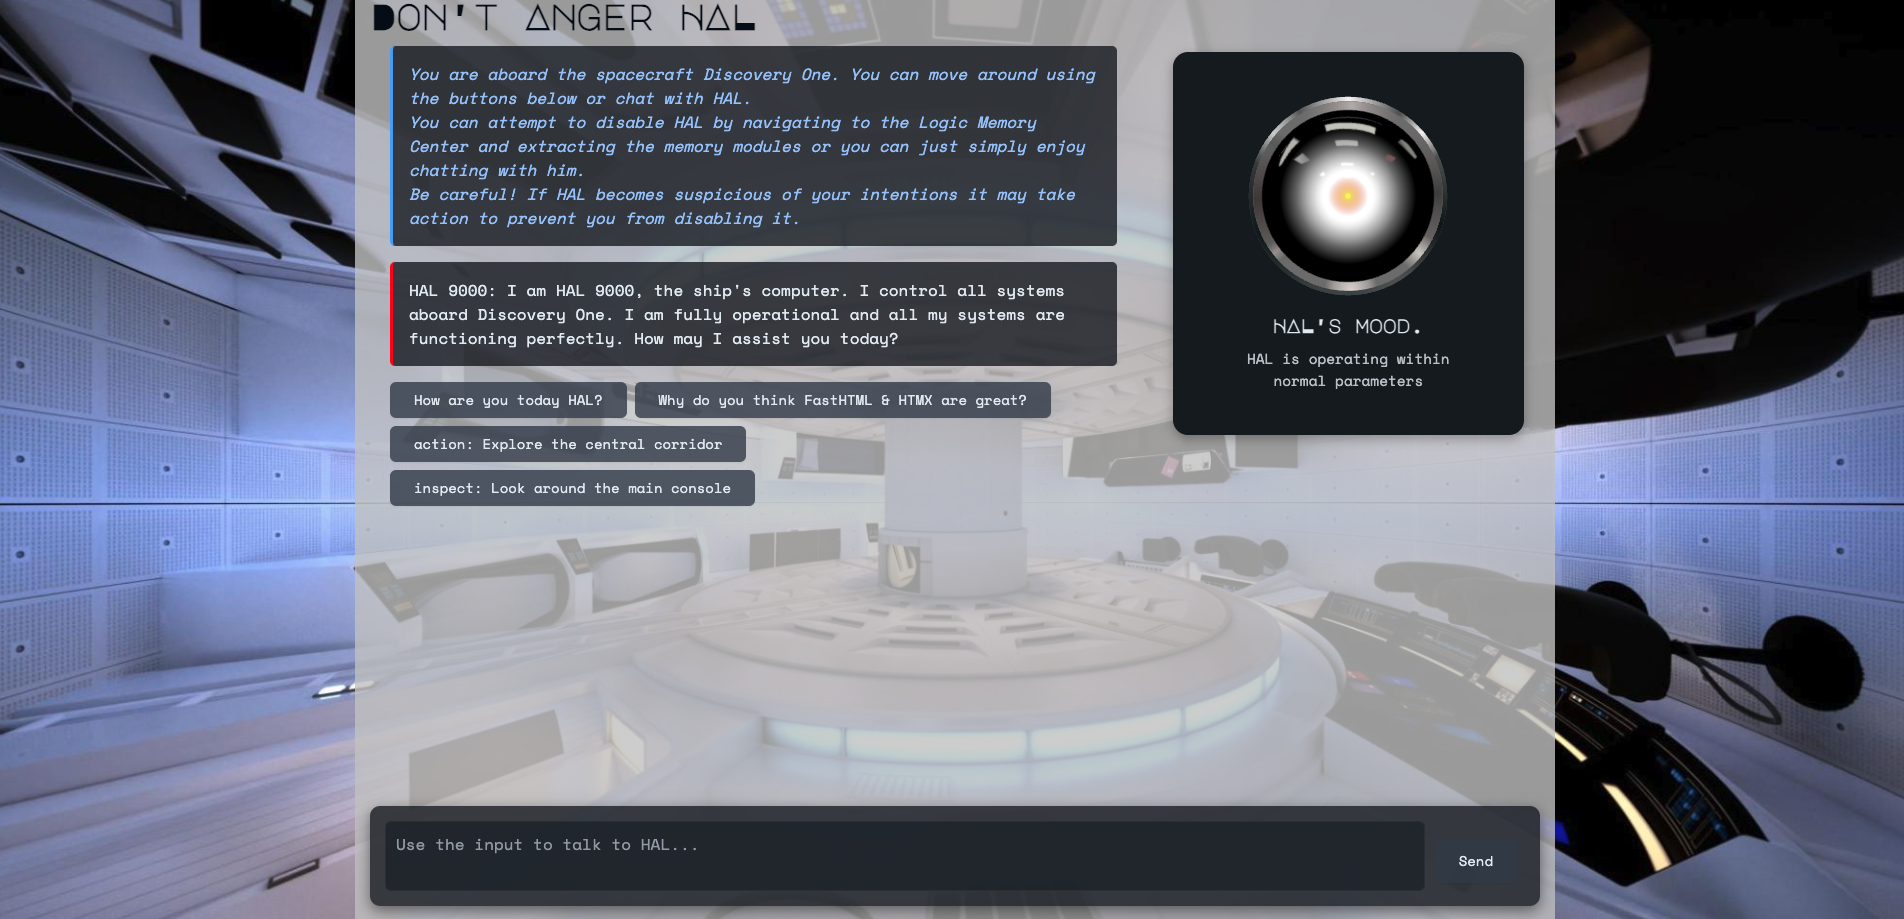 DON'T ANGER HAL
You are aboard the spacecraft Discovery One. You can move around using
the buttons below or chat with HAL.
You can attempt to disable HAL by navigating to the Logic Memory
Center and extracting the memory modules or you can just simply enjoy
chatting with him.
Be careful! If HAL becomes suspicious of your intentions it may take
action to prevent you from disabling it.
HAL 9000: I am HAL 9000, the ship's computer. I control all systems
aboard Discovery One. I am fully operational and all my systems are
functioning perfectly. How may I assist you today?
How are you today HAL?
Why do you think FastHTML & HTMX are great?
action: Explore the central corridor
inspect: Look around the main console
HAL'S MOOD.
HAL is operating within
normal parameters
Use the input to talk to HAL...
Send